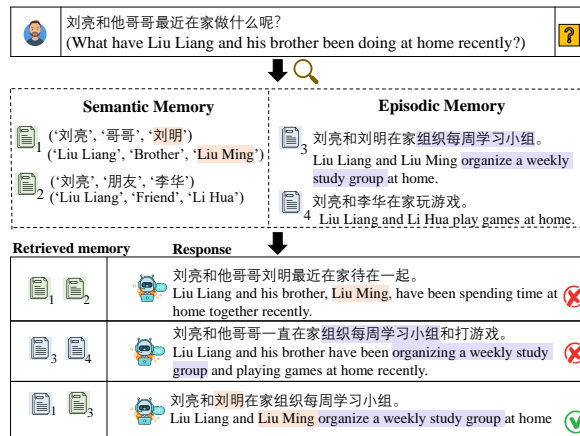 刘亮和他哥哥最近在家做什么呢?
(What have Liu Liang and his brother been doing at home recently?)
?
Semantic Memory
1
(‘刘亮’, ‘哥哥’, ‘刘明’)
(‘Liu Liang’, ‘Brother’, ‘Liu Ming’)
2
(‘刘亮’, ‘朋友’, ‘李华’)
(‘Liu Liang’, ‘Friend’, ‘Li Hua’)
Episodic Memory
3
刘亮和刘明在家组织每周学习小组。
Liu Liang and Liu Ming organize a weekly
study group at home.
4
刘亮和李华在家玩游戏。
Liu Liang and Li Hua play games at home.
Retrieved memory
Response
1 2
刘亮和他哥哥刘明最近在家待在一起。
Liu Liang and his brother, Liu Ming, have been spending time at
home together recently.
3 4
刘亮和他哥哥一直在家组织每周学习小组和打游戏。
Liu Liang and his brother have been organizing a weekly study
group and playing games at home recently.
1 3
刘亮和刘明在家组织每周学习小组。
Liu Liang and Liu Ming organize a weekly study group at home